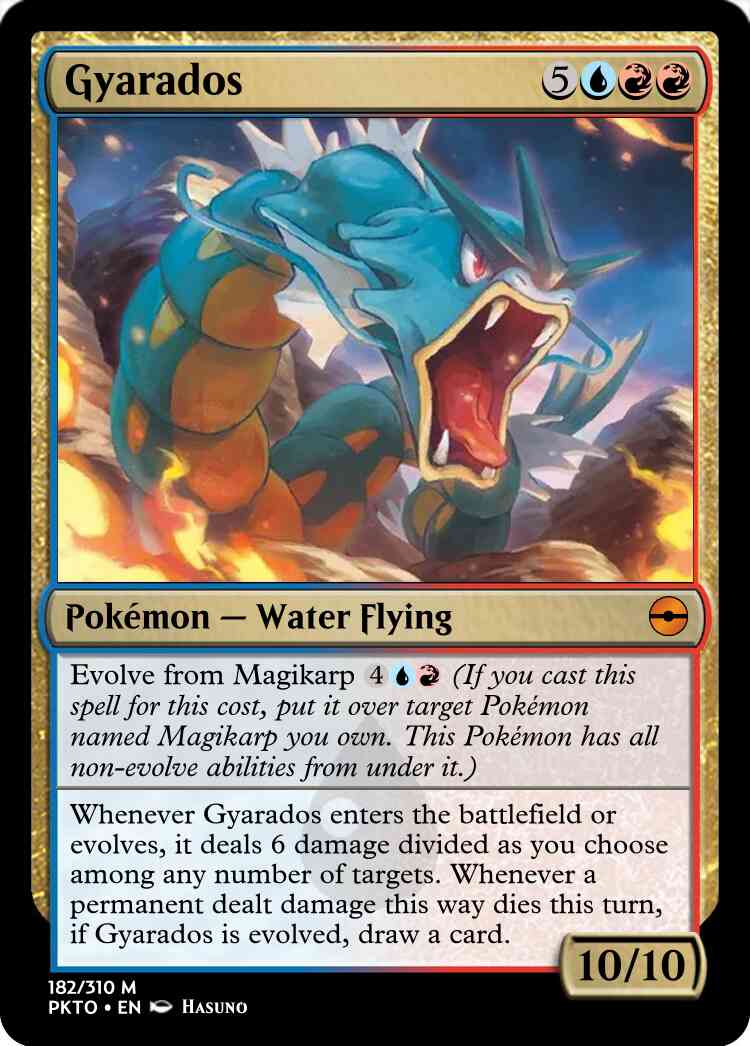 Gyarados 5
Pokémon — Water Flying
Evolve from Magikarp 4 (If you cast this
spell for this cost, put it over target Pokémon
named Magikarp you own. This Pokémon has all
non-evolve abilities from under it.)
Whenever Gyarados enters the battlefield or
evolves, it deals 6 damage divided as you choose
among any number of targets. Whenever a
permanent dealt damage this way dies this turn,
if Gyarados is evolved, draw a card.
10/10
182/310 M
PKTO • EN Hasuno